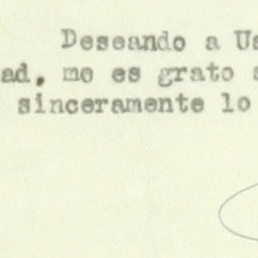 Deseando a Us
ad, me es grato s
sinceramente lo